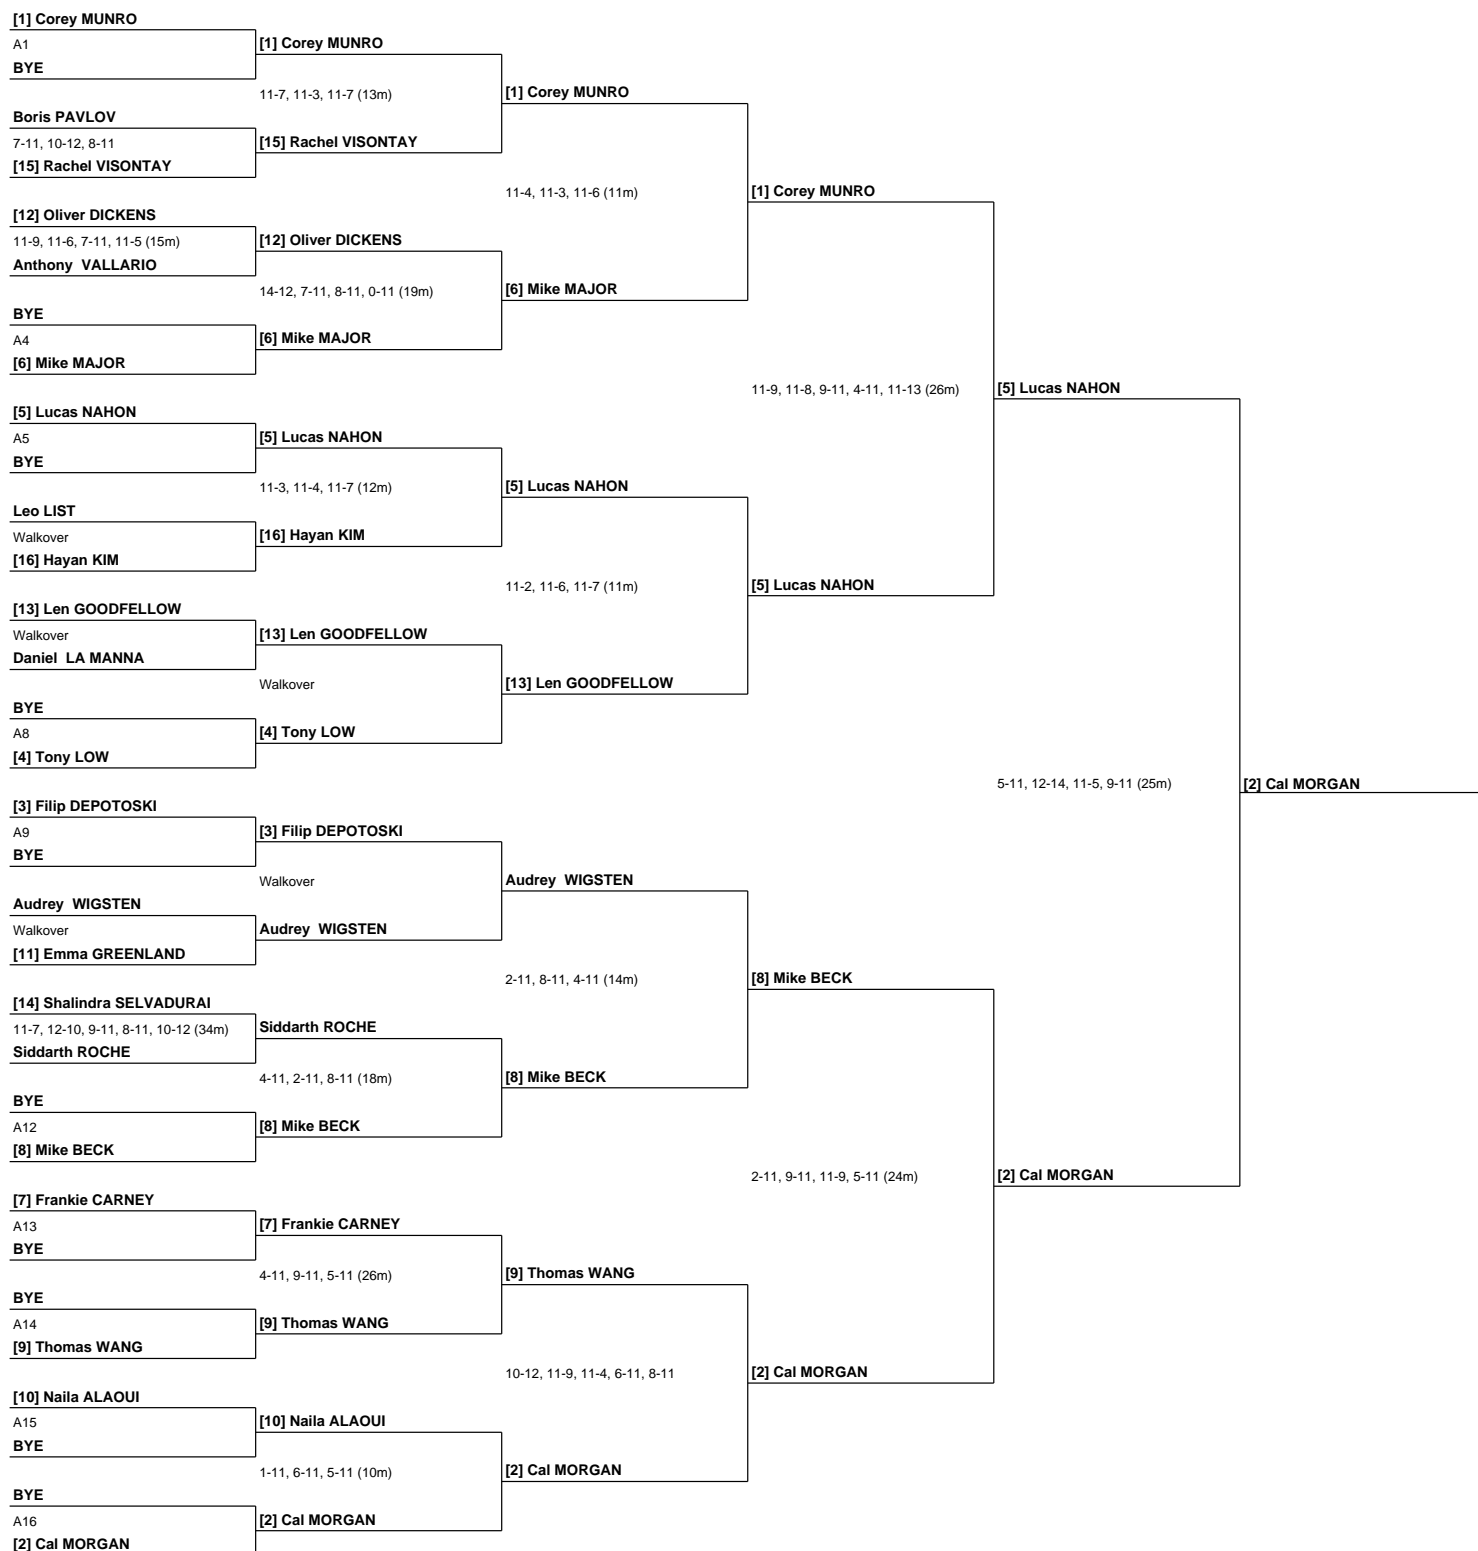 [1] Corey MUNRO
A1
BYE
Boris PAVLOV
7-11, 10-12, 8-11
[15] Rachel VISONTAY
[12] Oliver DICKENS
11-9, 11-6, 7-11, 11-5 (15m)
Anthony  VALLARIO
BYE
A4
[6] Mike MAJOR
[5] Lucas NAHON
A5
BYE
Leo LIST
Walkover
[16] Hayan KIM
[13] Len GOODFELLOW
Walkover
Daniel  LA MANNA
BYE
A8
[4] Tony LOW
[3] Filip DEPOTOSKI
A9
BYE
Audrey  WIGSTEN
Walkover
[11] Emma GREENLAND
[14] Shalindra SELVADURAI
11-7, 12-10, 9-11, 8-11, 10-12 (34m)
Siddarth ROCHE
BYE
A12
[8] Mike BECK
[7] Frankie CARNEY
A13
BYE
BYE
A14
[9] Thomas WANG
[10] Naila ALAOUI
A15
BYE
BYE
A16
[2] Cal MORGAN
[1] Corey MUNRO
11-7, 11-3, 11-7 (13m)
[15] Rachel VISONTAY
[12] Oliver DICKENS
14-12, 7-11, 8-11, 0-11 (19m)
[6] Mike MAJOR
[5] Lucas NAHON
11-3, 11-4, 11-7 (12m)
[16] Hayan KIM
[13] Len GOODFELLOW
Walkover
[4] Tony LOW
[3] Filip DEPOTOSKI
Walkover
Audrey  WIGSTEN
Siddarth ROCHE
4-11, 2-11, 8-11 (18m)
[8] Mike BECK
[7] Frankie CARNEY
4-11, 9-11, 5-11 (26m)
[9] Thomas WANG
[10] Naila ALAOUI
1-11, 6-11, 5-11 (10m)
[2] Cal MORGAN
[1] Corey MUNRO
11-4, 11-3, 11-6 (11m)
[6] Mike MAJOR
[5] Lucas NAHON
11-2, 11-6, 11-7 (11m)
[13] Len GOODFELLOW
Audrey  WIGSTEN
2-11, 8-11, 4-11 (14m)
[8] Mike BECK
[9] Thomas WANG
10-12, 11-9, 11-4, 6-11, 8-11
[2] Cal MORGAN
[1] Corey MUNRO
11-9, 11-8, 9-11, 4-11, 11-13 (26m)
[5] Lucas NAHON
[8] Mike BECK
2-11, 9-11, 11-9, 5-11 (24m)
[2] Cal MORGAN
[5] Lucas NAHON
5-11, 12-14, 11-5, 9-11 (25m)
[2] Cal MORGAN
[2] Cal MORGAN